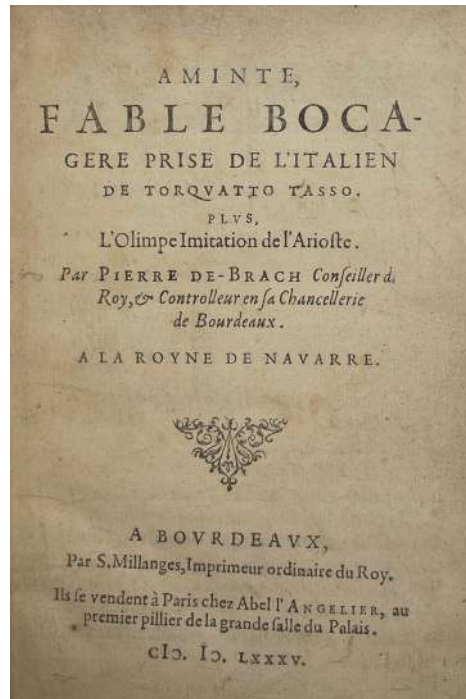 AMINTE,
FABLE BOCA-
GERE PRISE DE L'ITALIEN
DE TORQVATTO TASSO.
PLVS,
L'Olimpe Imitation de l'Arioſte.
Par PIERRE DE-BRACH Conſeiller d
Roy, & Controlleur en ſa Chancellerie
de Bourdeaux.
A LA ROYNE DE NAVARRE.
A BOVRDEAVX,
Par S. Millanges, Imprimeur ordinaire du Roy.
Ils ſe vendent à Paris chez Abel l'ANGELIER, au
premier pillier de la grande ſalle du Palais.
cIɔ. Iɔ. LXXXV.